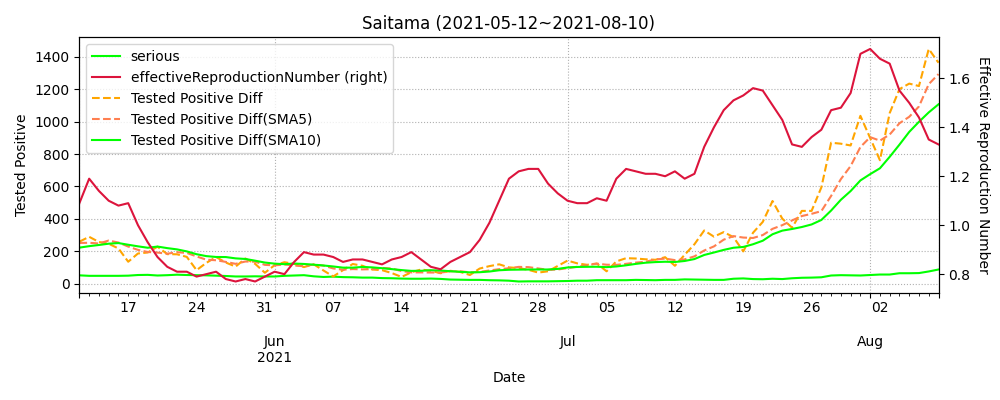 Saitama (2021-05-12~2021-08-10)
serious
effectiveReproductionNumber (right)
Tested Positive Diff
Tested Positive Diff(SMA5)
Tested Positive Diff(SMA10)
Tested Positive
1400
1200
1000
800
600
400
200
0
Effective Reproduction Number
1.6
1.4
1.2
1.0
0.8
17 24 31 07 14 21 28 05 12 19 26 02
Jun Jul Aug
2021
Date